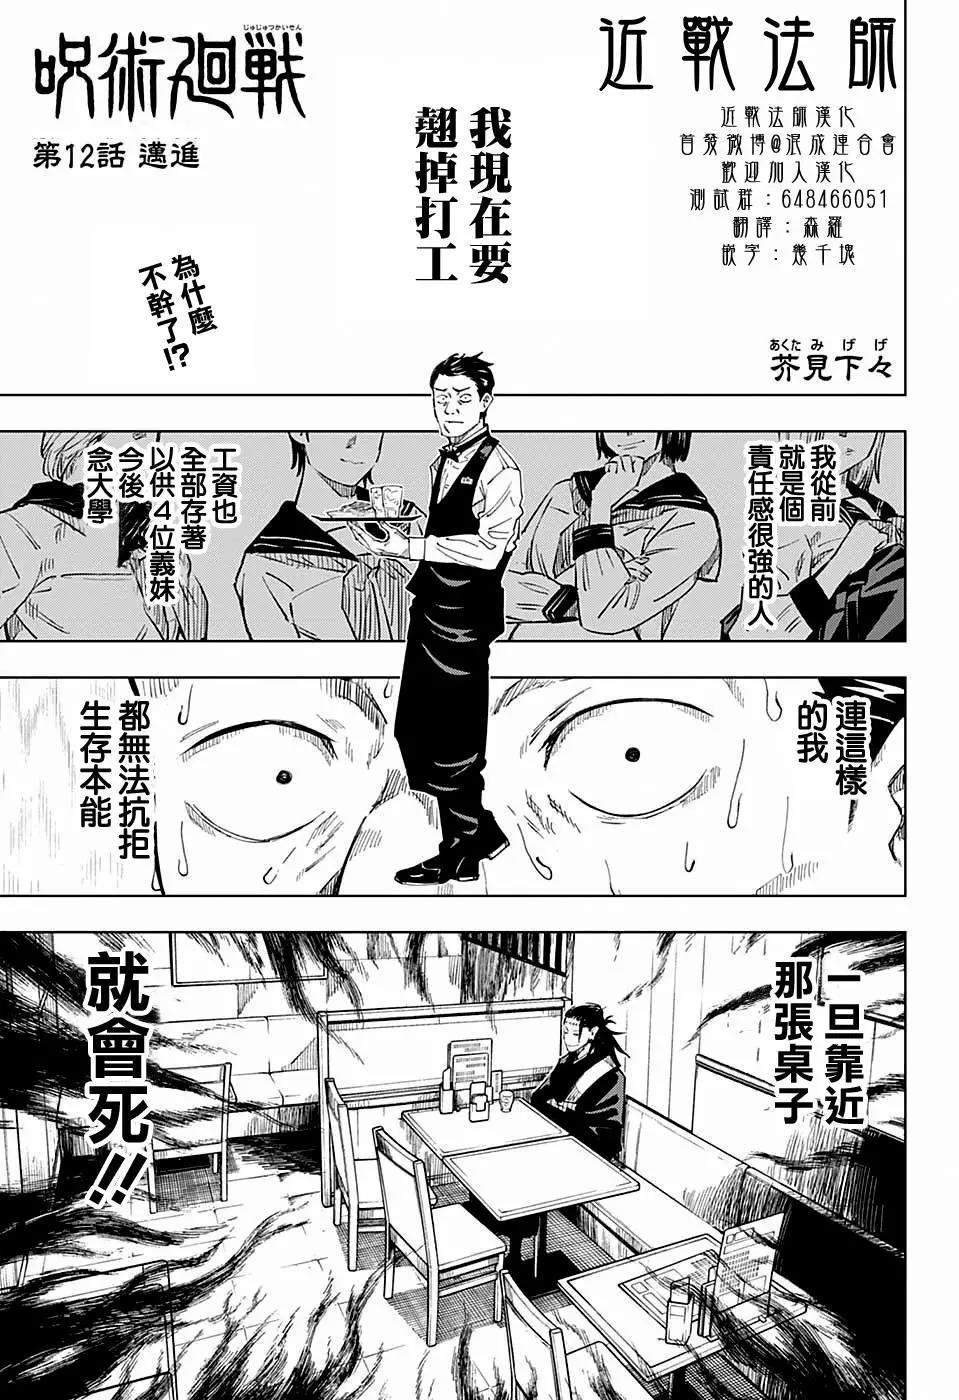 近戰法師
近戰法師漢化
首發微博@混成連合會
歡迎加入漢化
測試群：648466051
翻譯：森羅
嵌字：幾千塊
じゅじゅつかいせん
呪術廻戦
第12話 邁進
我現在要
翹掉打工
為什麼
不幹了!?
あくたみげげ
芥見下々
我從前
就是個
責任感很強的人
工資也
全部存著
以供4位義妹
今後
念大學
連這樣
的我
都無法抗拒
生存本能
一旦靠近
那張桌子
就會死!!